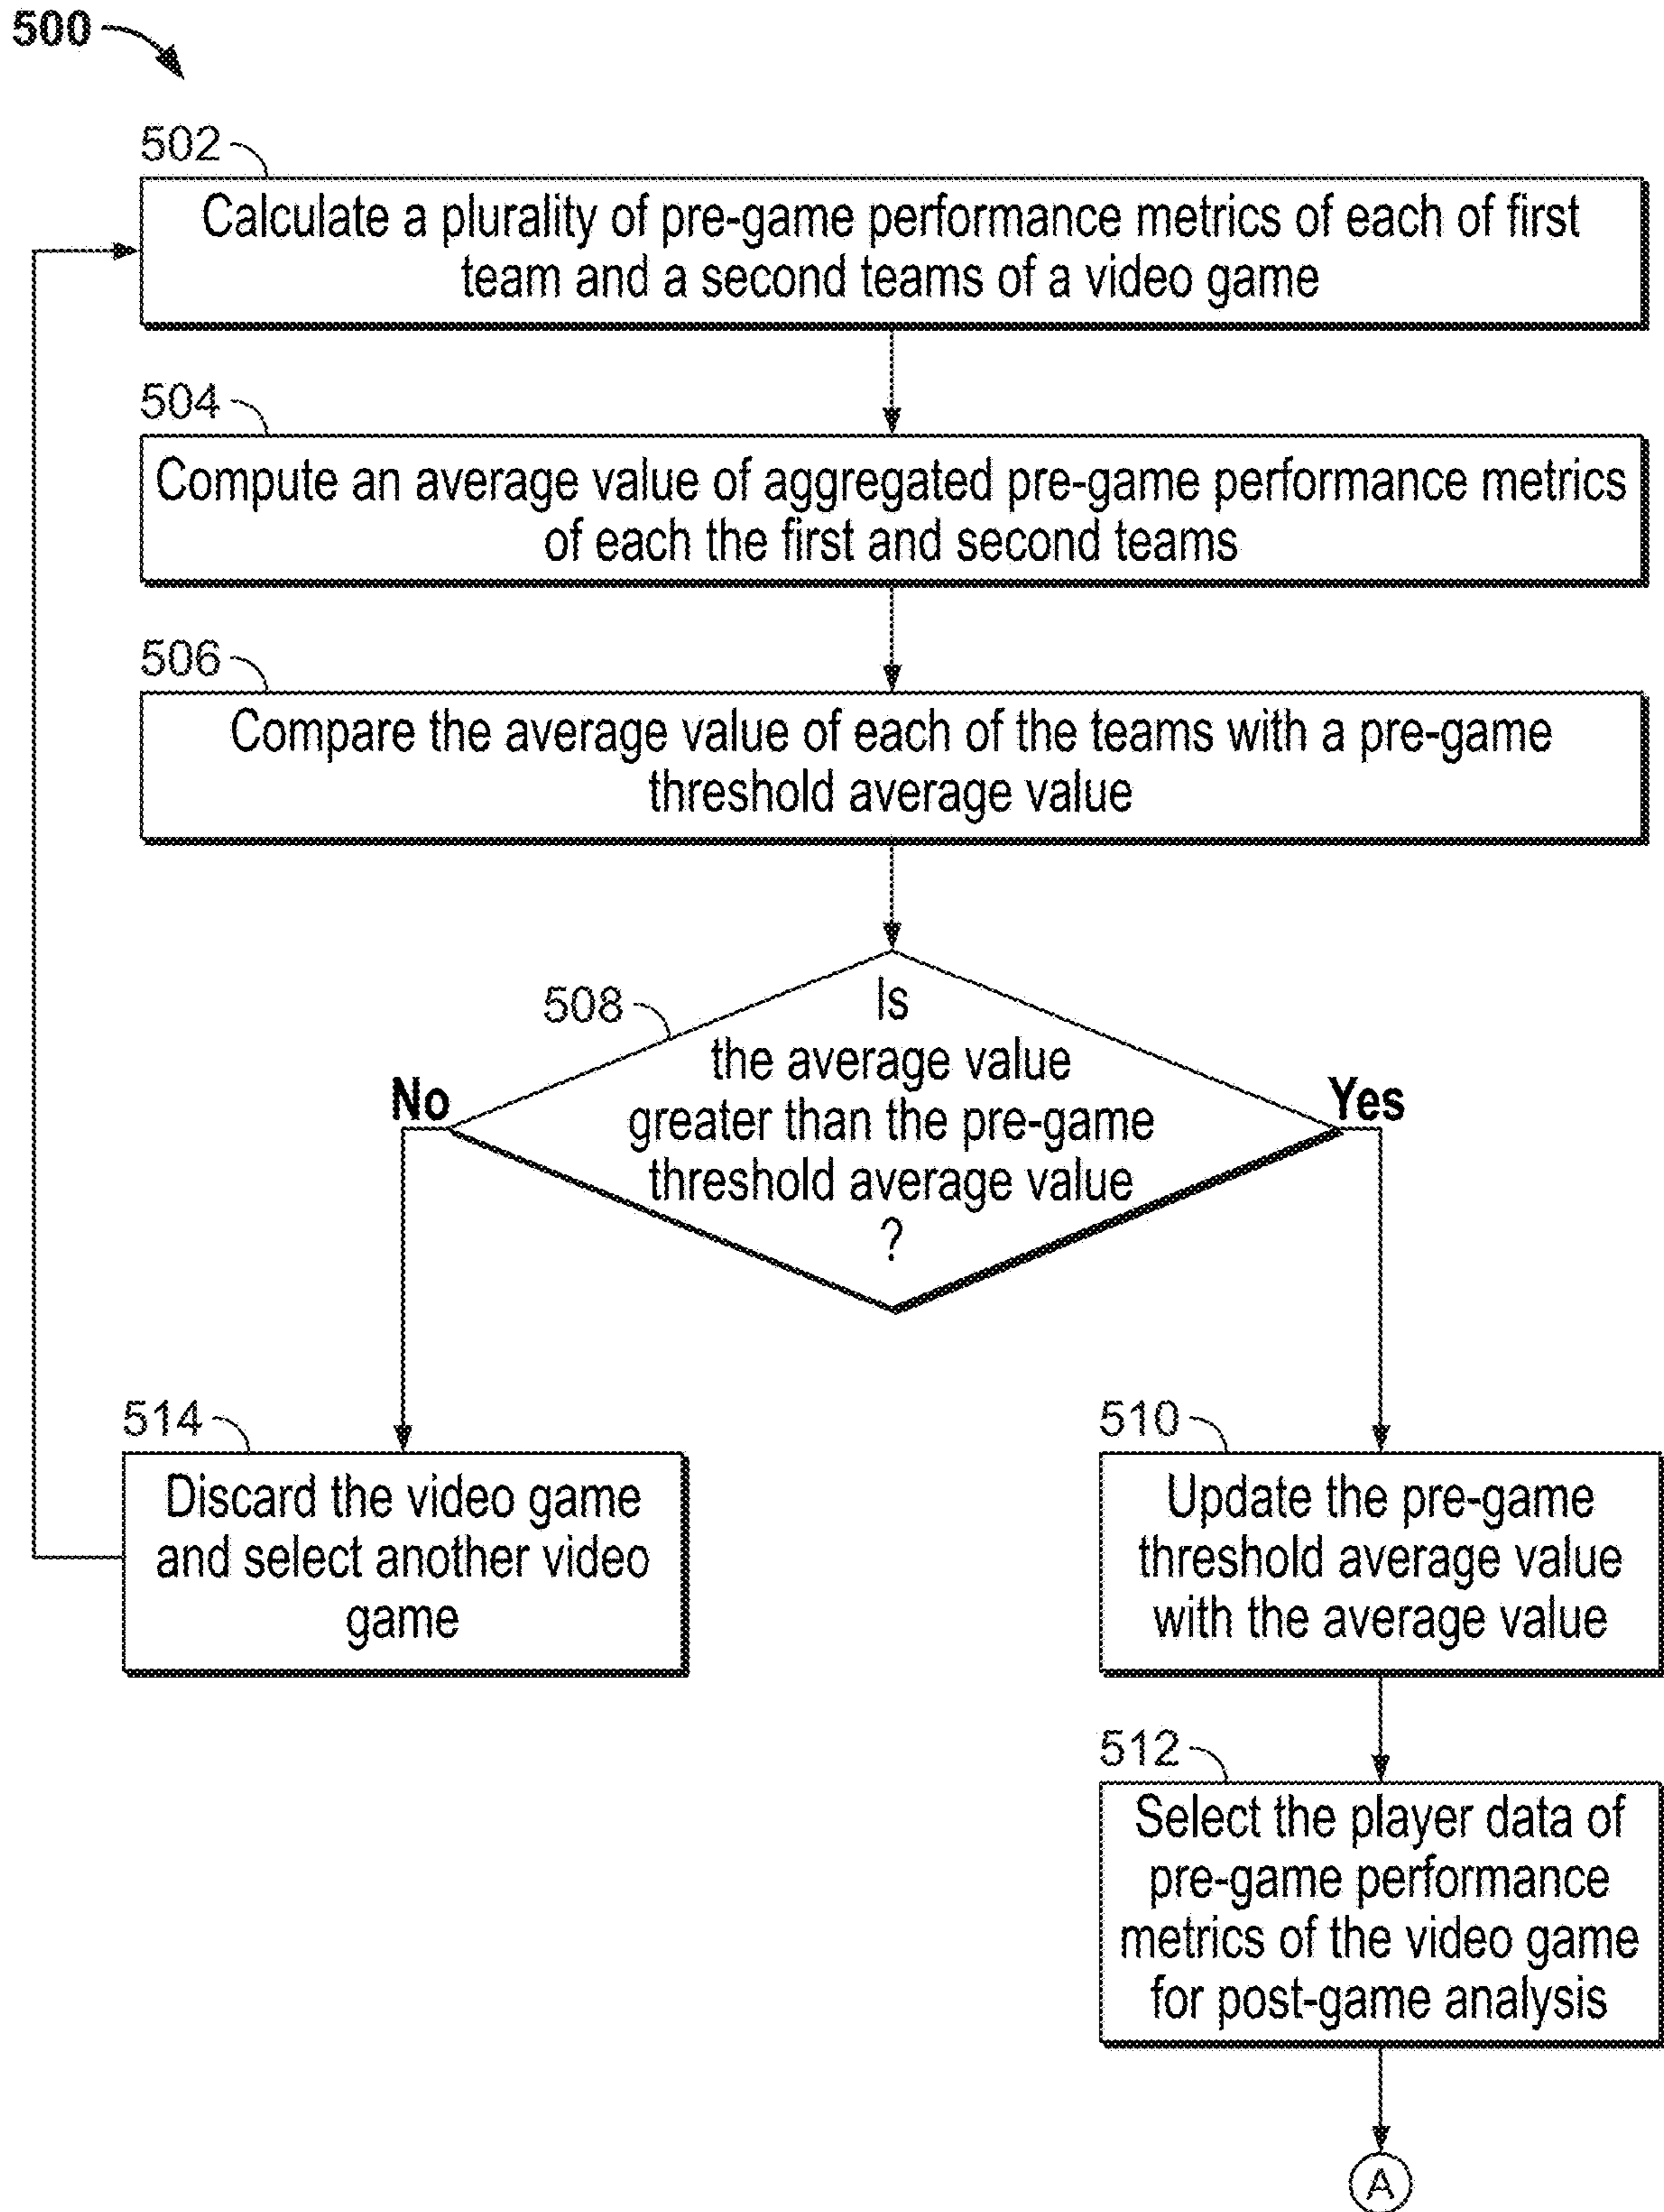 500
502
Calculate a plurality of pre-game performance metrics of each of first
team and a second teams of a video game
504
Compute an average value of aggregated pre-game performance metrics
of each the first and second teams
506
Compare the average value of each of the teams with a pre-game
threshold average value
508
Is
the average value
greater than the pre-game
threshold average value
?
No
Yes
514
Discard the video game
and select another video
game
510
Update the pre-game
threshold average value
with the average value
512
Select the player data of
pre-game performance
metrics of the video game
for post-game analysis
A